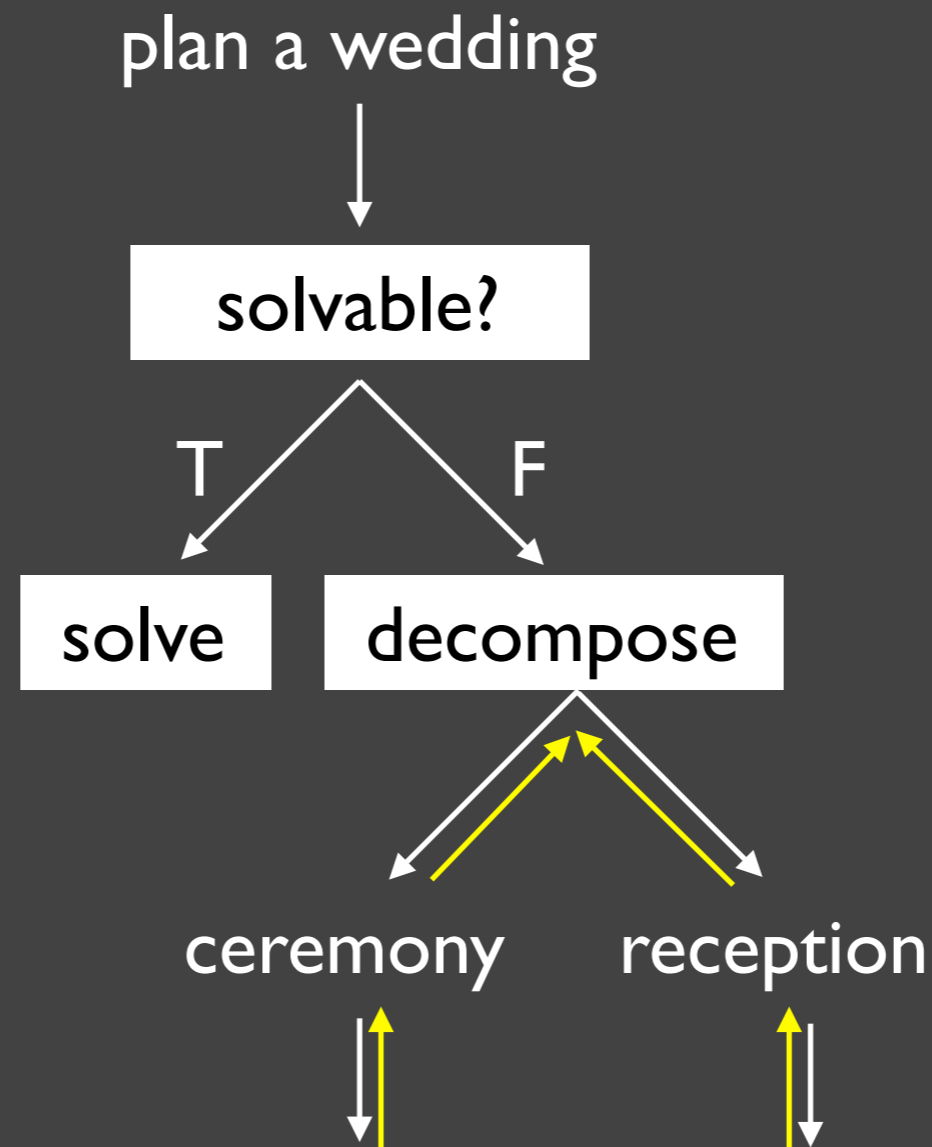 plan a wedding
solvable?
T
F
solve
decompose
ceremony
reception